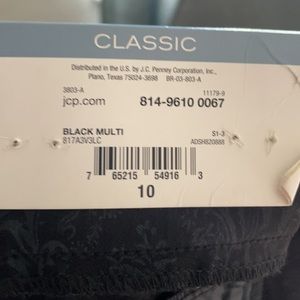 CLASSIC
Distributed in the U.S. by J.C. Penney Corporation, Inc.,
Plano, Texas 75024-3698 BR-03-803-A
3803-A 11179-9
jcp.com 814-9610 0067
BLACK MULTI S1-3
817A3V3LC ADSH820888
7 65215 54916 3
10